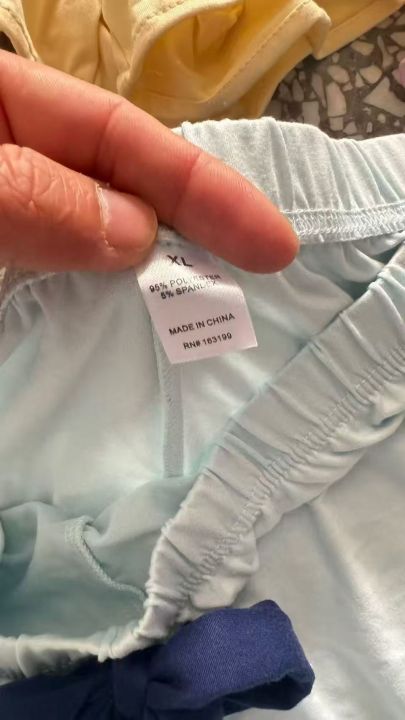 XL
95% POLYESTER
5% SPANDEX
MADE IN CHINA
RN# 163199